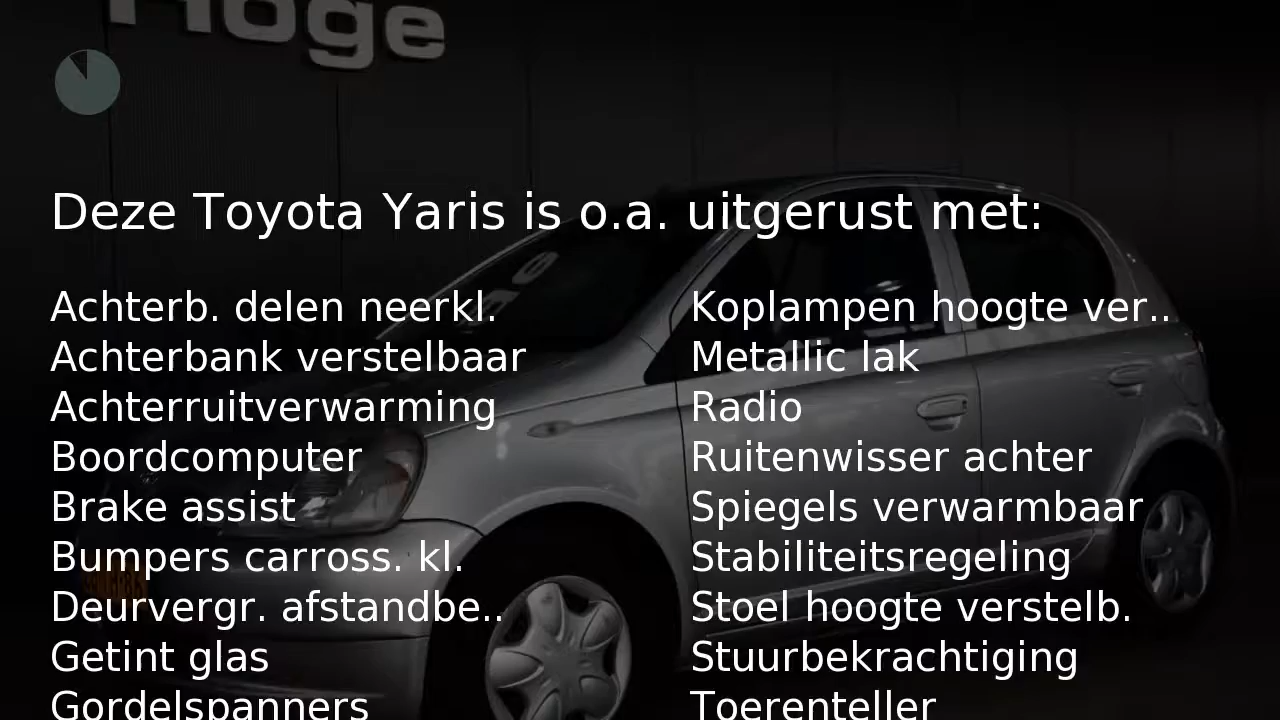 Hoge
Deze Toyota Yaris is o.a. uitgerust met:
Achterb. delen neerkl.
Achterbank verstelbaar
Achterruitverwarming
Boordcomputer
Brake assist
Bumpers carross. kl.
Deurvergr. afstandbe..
Getint glas
Gordelspanners
Koplampen hoogte ver..
Metallic lak
Radio
Ruitenwisser achter
Spiegels verwarmbaar
Stabiliteitsregeling
Stoel hoogte verstelb.
Stuurbekrachtiging
Toerenteller